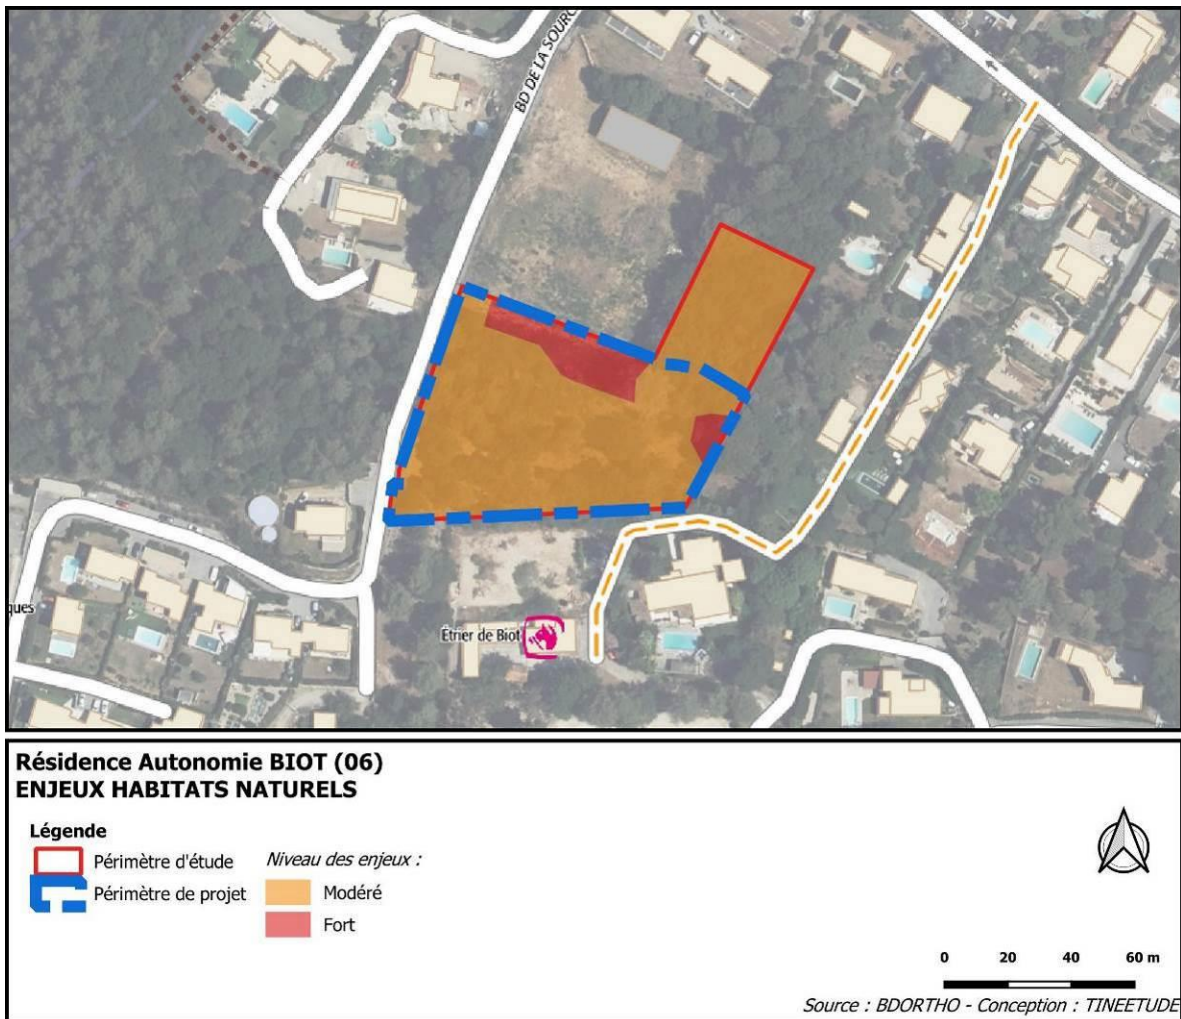 BD DE LA SOURC
Étrier de Biot
ques
Résidence Autonomie BIOT (06)
ENJEUX HABITATS NATURELS
Légende
Périmètre d'étude
Périmètre de projet
Niveau des enjeux :
Modéré
Fort
0 20 40 60 m
Source : BDORTHO - Conception : TINEETUDE